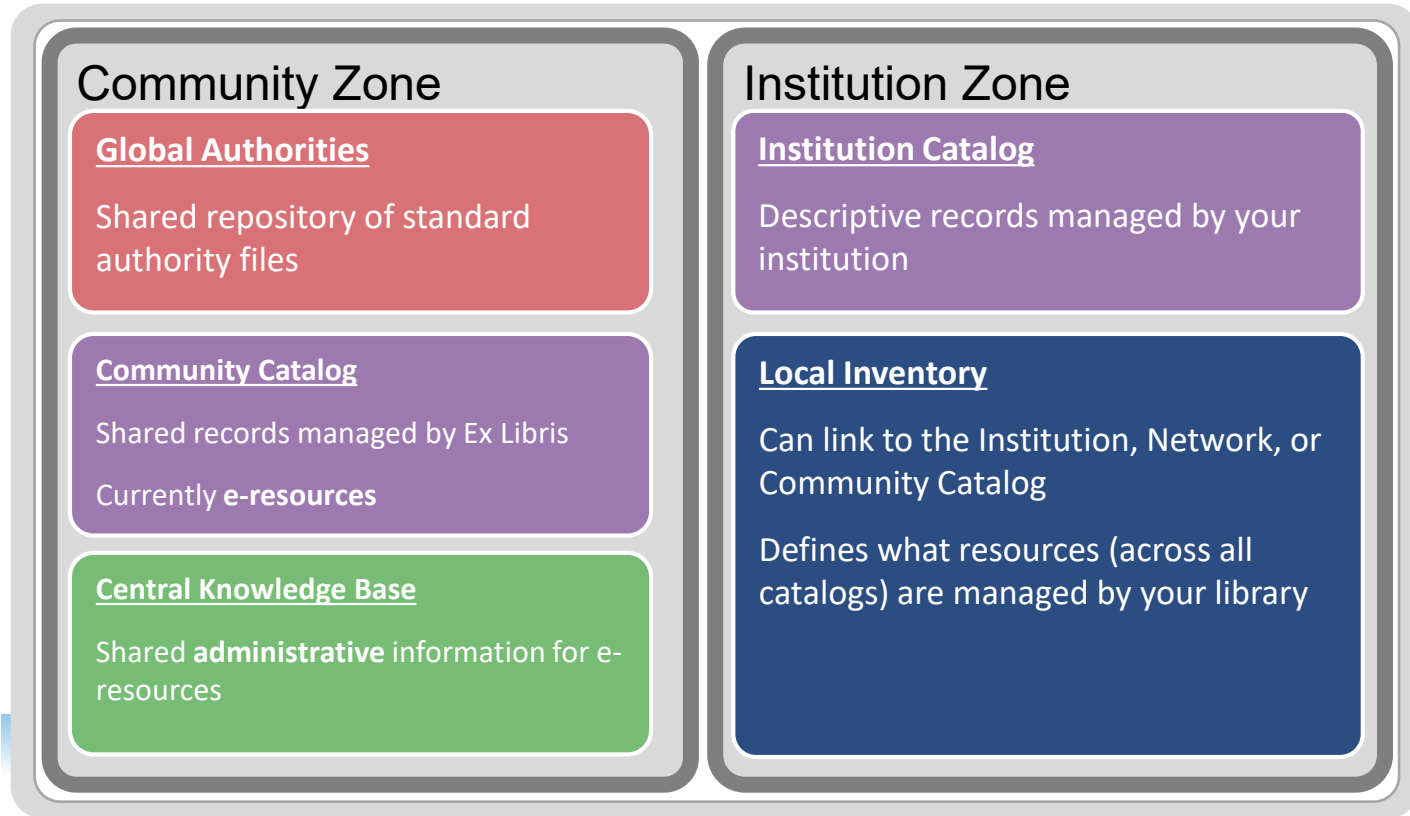 Community Zone
Global Authorities
Shared repository of standard
authority files
Community Catalog
Shared records managed by Ex Libris
Currently e-resources
Central Knowledge Base
Shared administrative information for e-
resources
Institution Zone
Institution Catalog
Descriptive records managed by your
institution
Local Inventory
Can link to the Institution, Network, or
Community Catalog
Defines what resources (across all
catalogs) are managed by your library